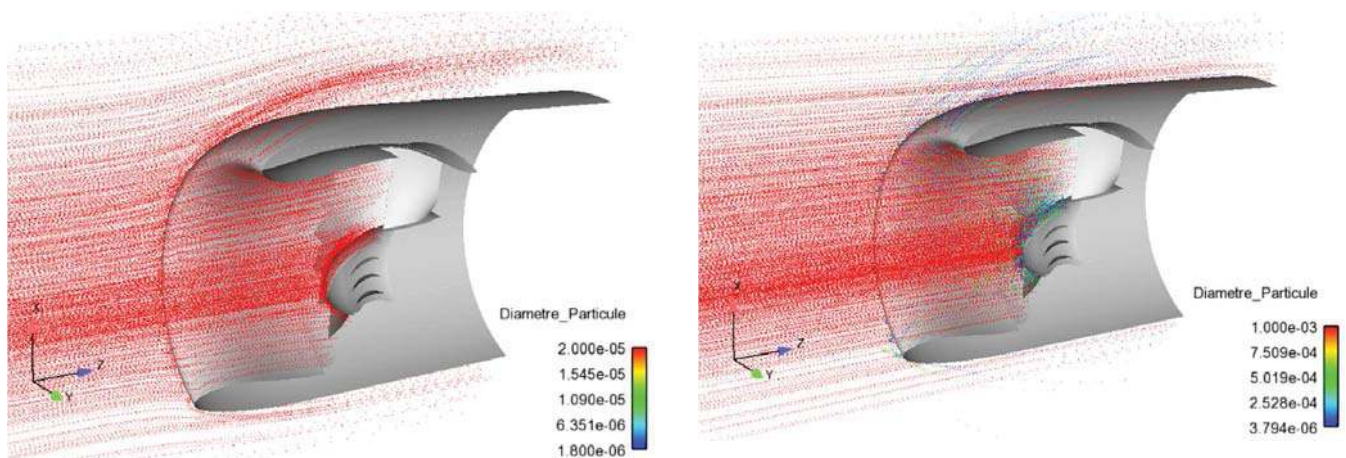 X
Z
Y
Diametre_Particule
2.000e-05
1.545e-05
1.090e-05
6.351e-06
1.800e-06
X
Z
Y
Diametre_Particule
1.000e-03
7.509e-04
5.019e-04
2.528e-04
3.794e-06